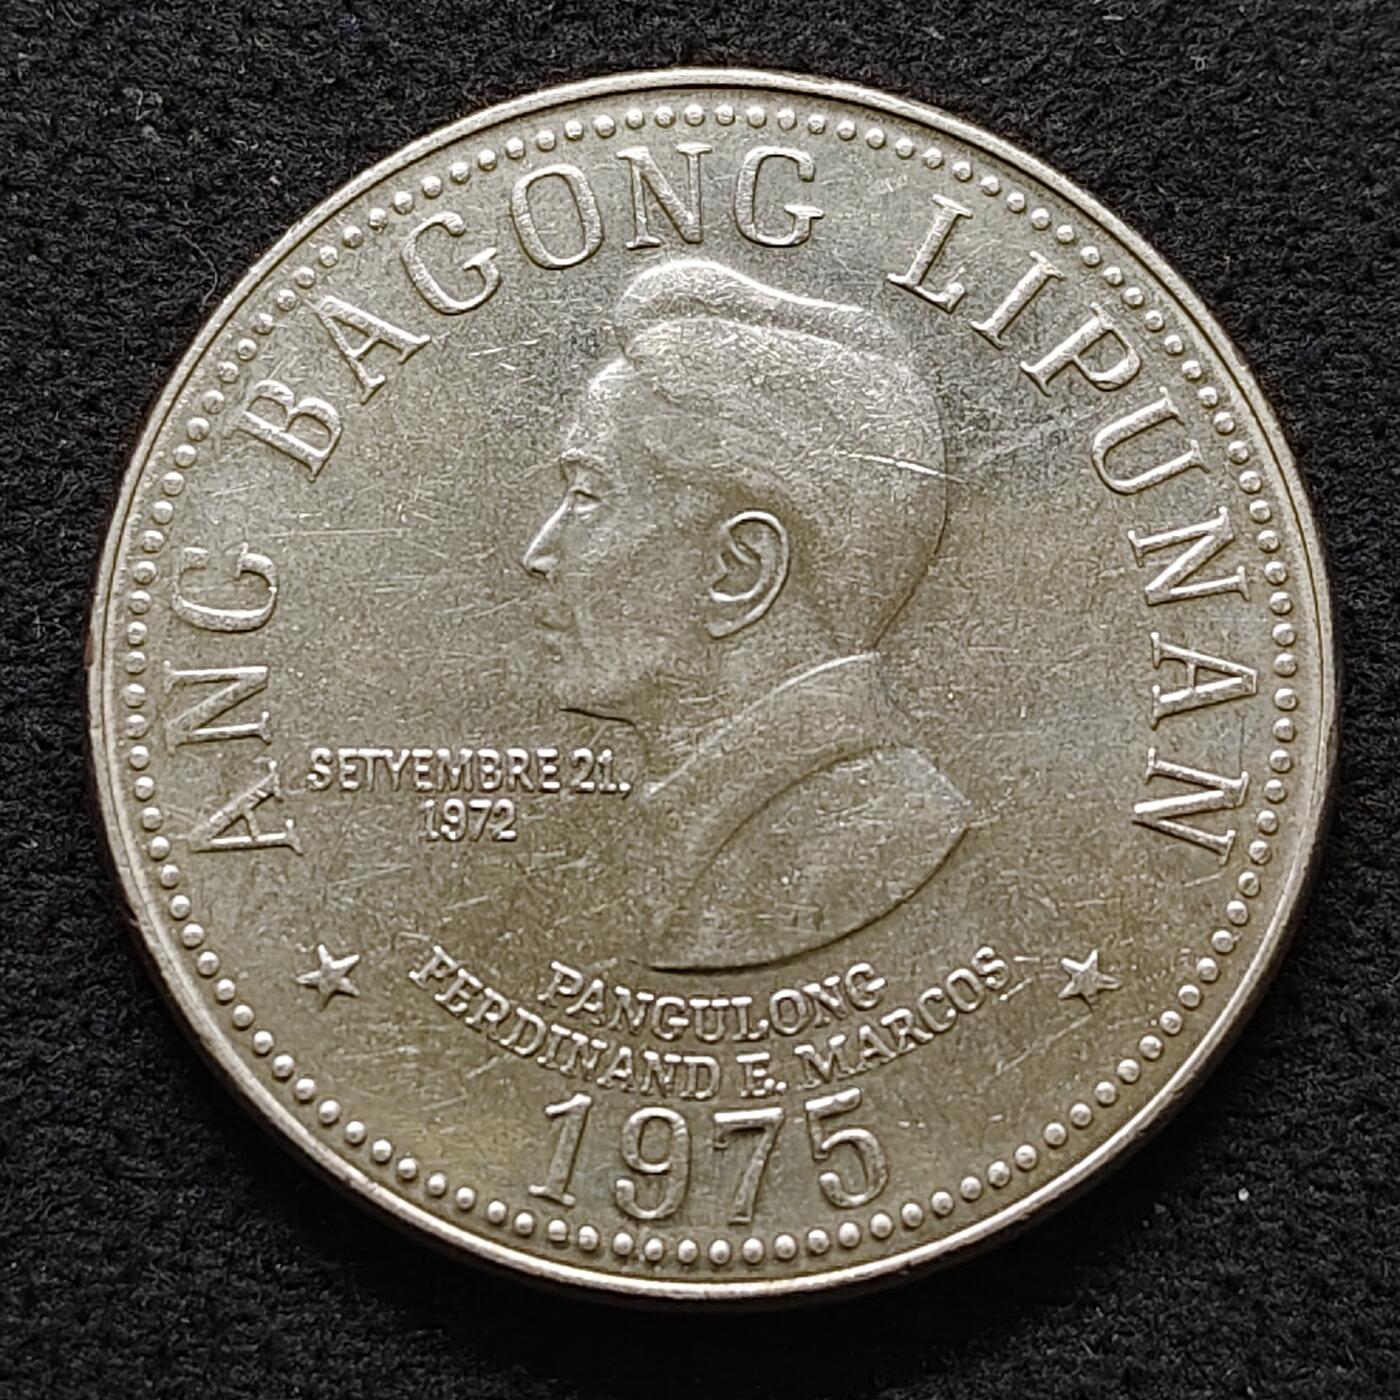 ANG BAGONG LIPUNAN
SETYEMBRE 21,
1972
PANGULONG
FERDINAND E. MARCOS
1975